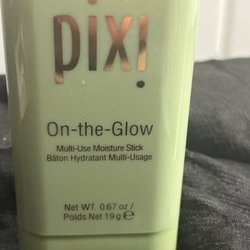 pixi
On-the-Glow
Multi-Use Moisture Stick
Bâton Hydratant Multi-Usage
Net WT. 0.67 oz /
Poids Net 19 g ℮